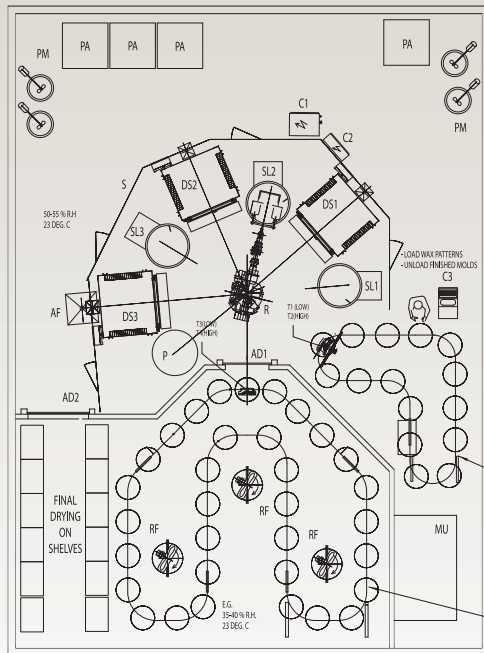 PA
PA
PA
PA
PM
PM
C1
C2
S
DS2
SL2
DS1
SL3
50-55 % R.H
23 DEG. C
- LOAD WAX PATTERNS
- UNLOAD FINISHED MOLDS
C3
SL1
AF
DS3
R
T1 (LOW)
T2(HIGH)
T3(LOW)
T4(HIGH)
P
AD1
AD2
FINAL
DRYING
ON
SHELVES
RF
RF
RF
MU
E.G.
35-40 % R.H.
23 DEG. C